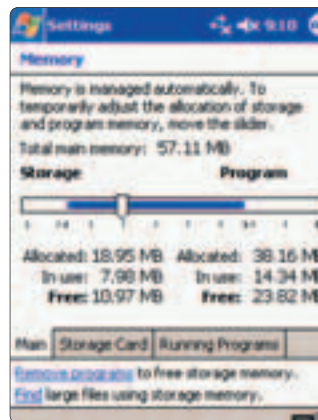 Settings 9:10
Memory
Memory is managed automatically. To
temporarily adjust the allocation of storage
and program memory, move the slider.
Total main memory: 57.11 MB
Storage Program
Allocated: 18.95 MB Allocated: 38.16 M
In use: 7.98 MB In use: 14.34 M
Free: 10.97 MB Free: 23.82 M
Main Storage Card Running Programs
Remove programs to free storage memory.
Find large files using storage memory.